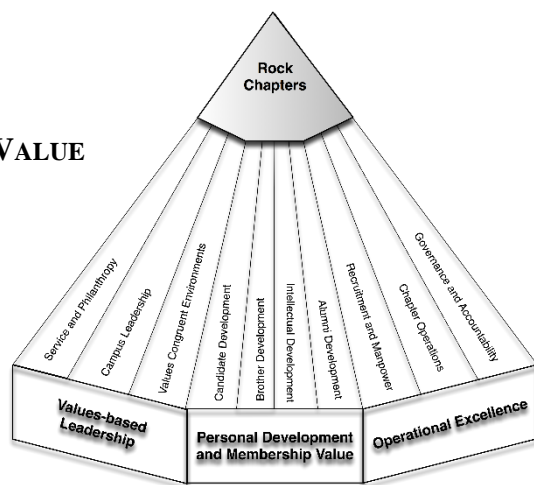 Rock
Chapters
VALUE
Service and Philanthropy
Campus Leadership
Values Congruent Environments
Candidate Development
Brother Development
Intellectual Development
Alumni Development
Recruitment and Manpower
Chapter Operations
Governance and Accountability
Values-based
Leadership
Personal Development
and Membership Value
Operational Excellence